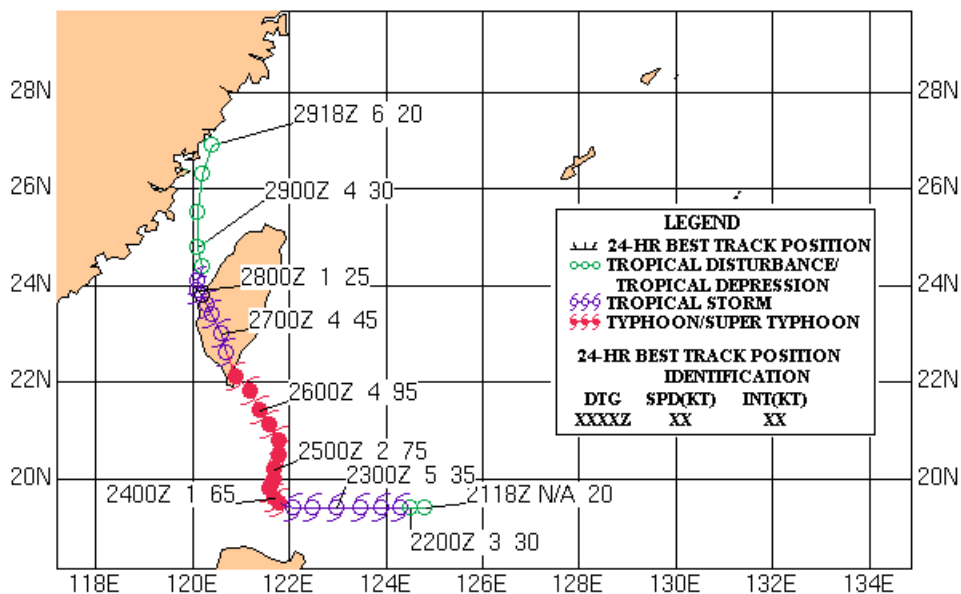 28N
28N
2918Z 6 20
26N
26N
2900Z 4 30
LEGEND
24-HR BEST TRACK POSITION
TROPICAL DISTURBANCE/
TROPICAL DEPRESSION
TROPICAL STORM
TYPHOON/SUPER TYPHOON
24N
24N
2800Z 1 25
2700Z 4 45
24-HR BEST TRACK POSITION
IDENTIFICATION
DTG SPD(KT) INT(KT)
XXXXZ XX XX
22N
22N
2600Z 4 95
2500Z 2 75
20N
20N
2300Z 5 35
2400Z 1 65
2118Z N/A 20
2200Z 3 30
118E 120E 122E 124E 126E 128E 130E 132E 134E